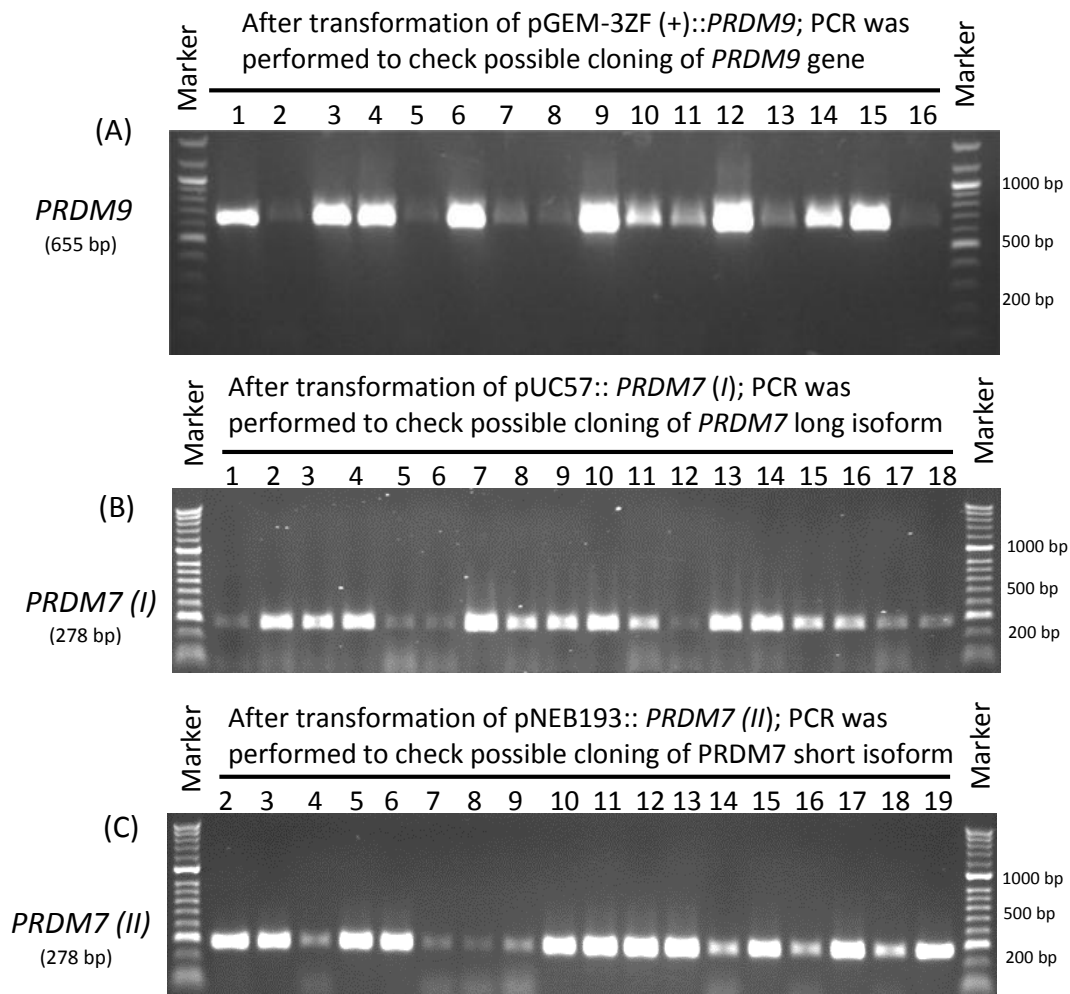 After transformation of pGEM-3ZF (+)::PRDM9; PCR was
performed to check possible cloning of PRDM9 gene
Marker
Marker
1 2 3 4 5 6 7 8 9 10 11 12 13 14 15 16
(A)
PRDM9
(655 bp)
1000 bp
500 bp
200 bp
After transformation of pUC57:: PRDM7 (I); PCR was
performed to check possible cloning of PRDM7 long isoform
Marker
Marker
1 2 3 4 5 6 7 8 9 10 11 12 13 14 15 16 17 18
(B)
PRDM7 (I)
(278 bp)
1000 bp
500 bp
200 bp
After transformation of pNEB193:: PRDM7 (II); PCR was
performed to check possible cloning of PRDM7 short isoform
Marker
Marker
2 3 4 5 6 7 8 9 10 11 12 13 14 15 16 17 18 19
(C)
PRDM7 (II)
(278 bp)
1000 bp
500 bp
200 bp